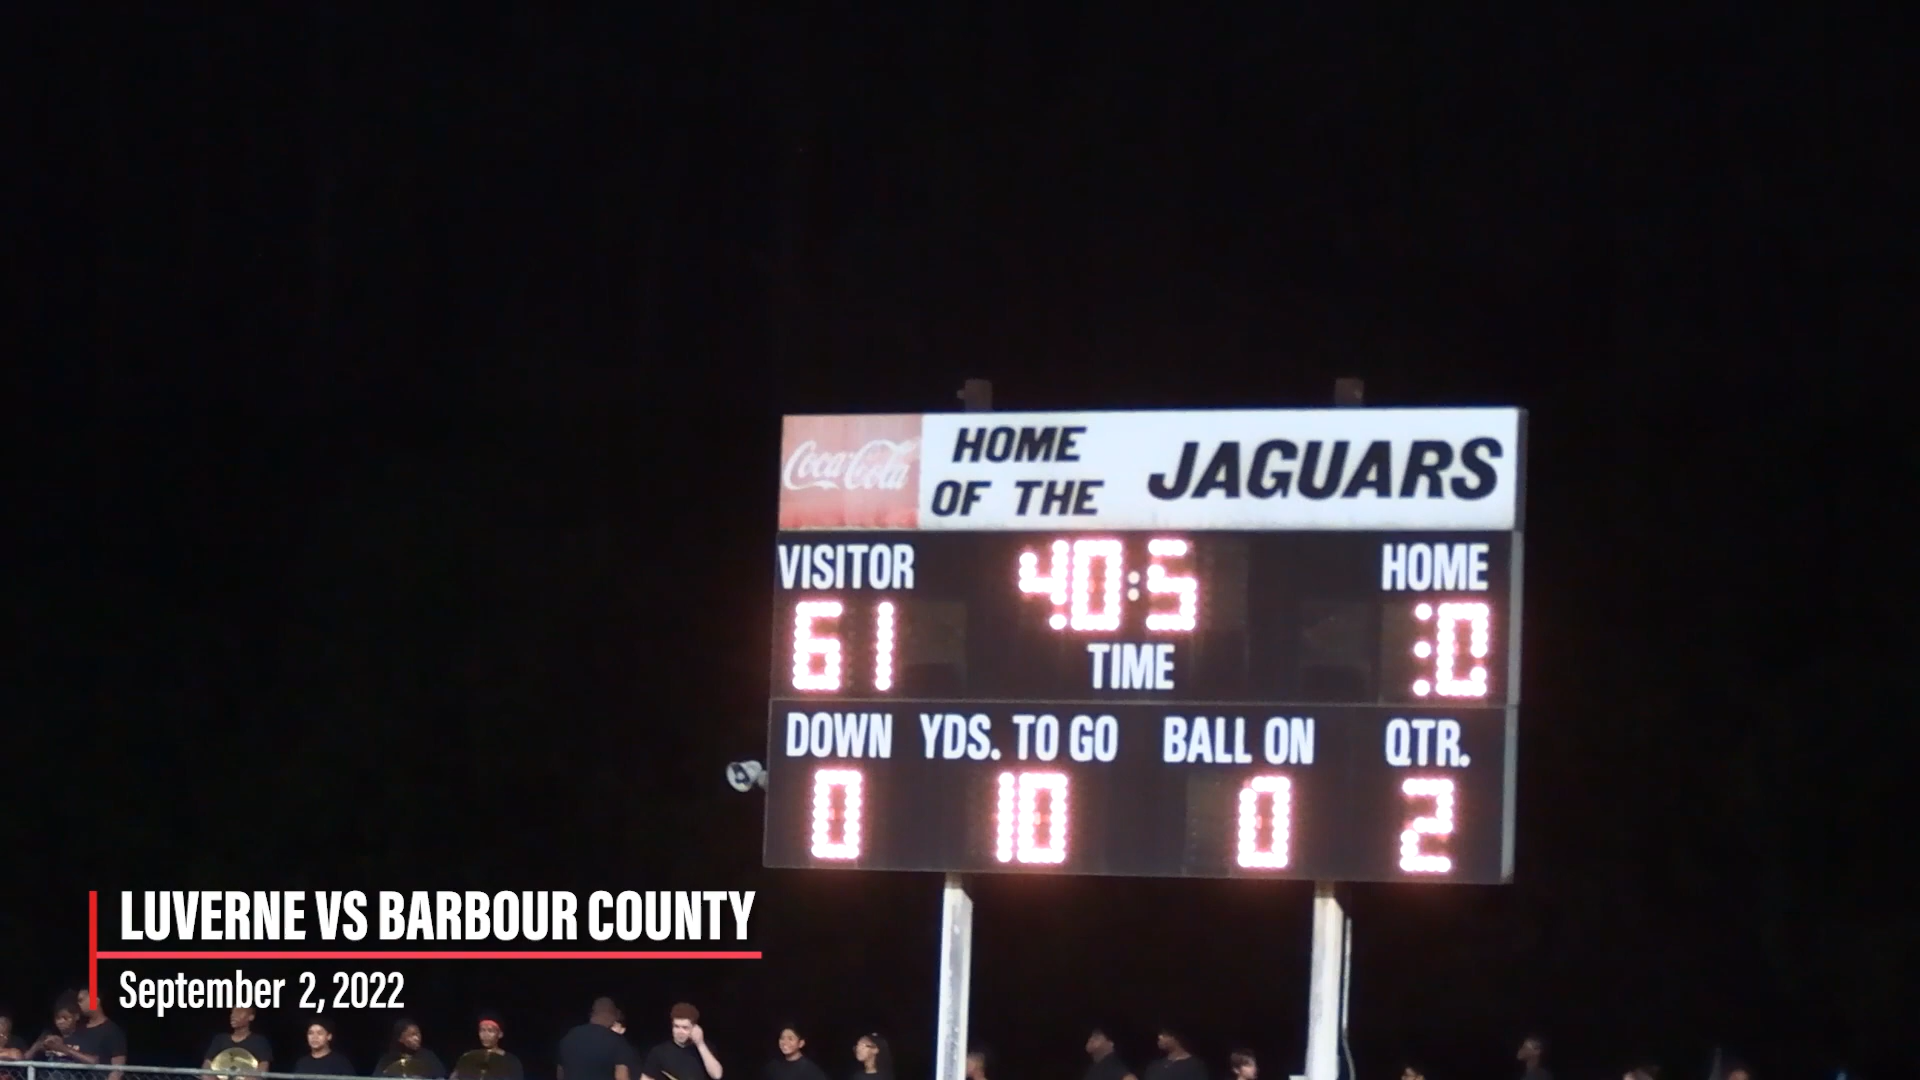 Coca-Cola
HOME
OF THE
JAGUARS
VISITOR
40:5
HOME
61
:0
TIME
DOWN
YDS. TO GO
BALL ON
QTR.
0
10
0
2
LUVERNE VS BARBOUR COUNTY
September 2, 2022